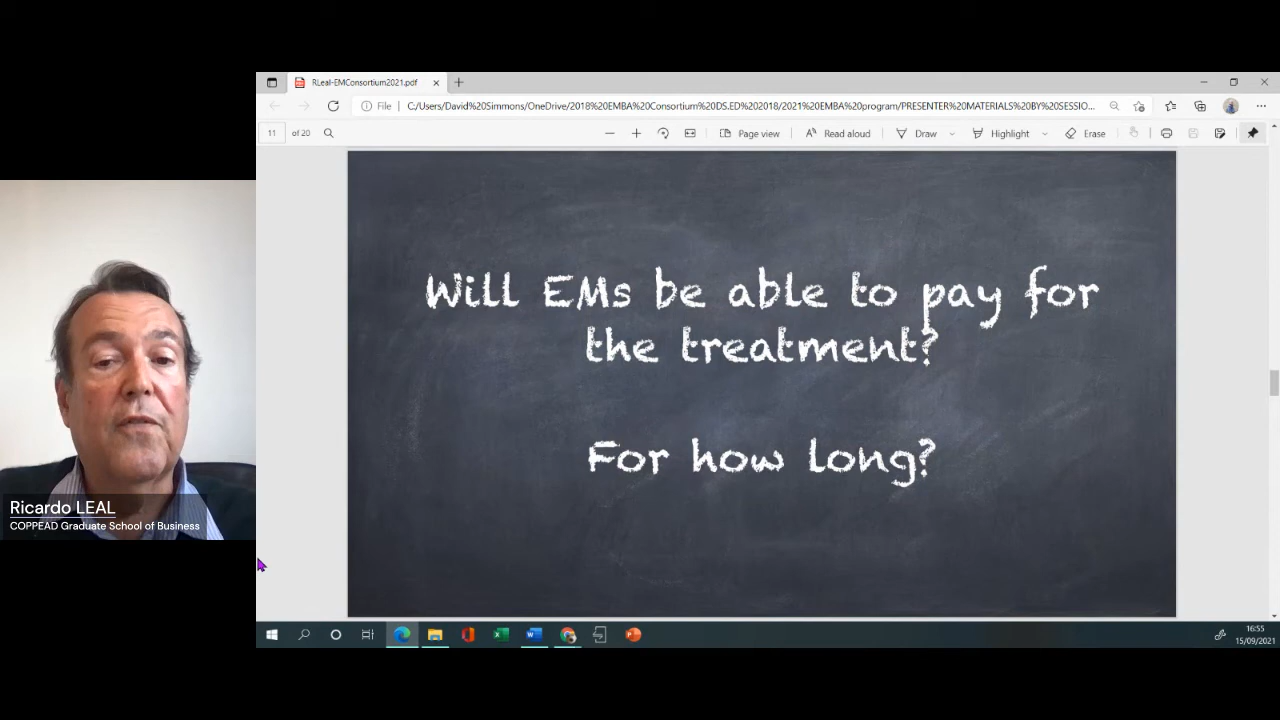 RLeal-EMConsortium2021.pdf
File
C:/Users/David%20Simmons/OneDrive/2018%20EMBA%20Consortium%20DS.ED%202018/2021%20EMBA%20program/PRESENTER%20MATERIALS%20BY%20SESSIO...
11 of 20
Page view
Read aloud
Draw
Highlight
Erase
Will EMs be able to pay for
the treatment?
For how long?
Ricardo LEAL
COPPEAD Graduate School of Business
16:55
15/09/2021